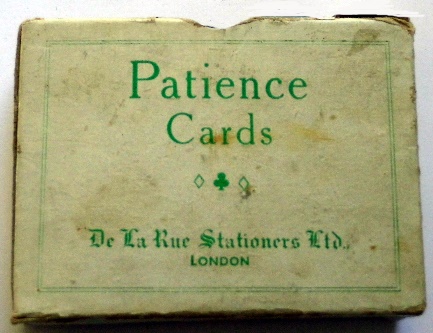 Patience
Cards
De La Rue Stationers Ltd.,
LONDON